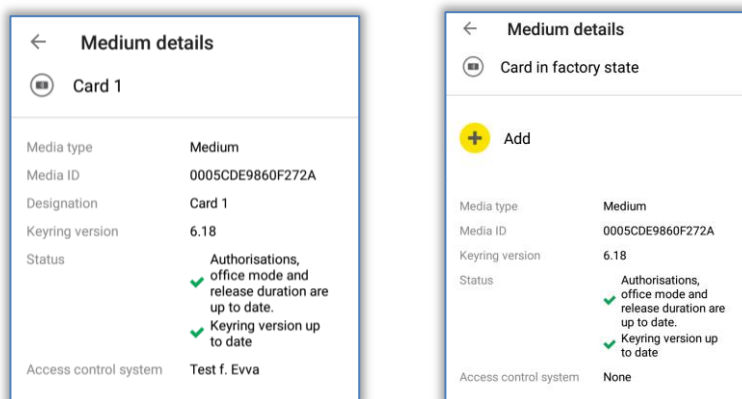 Medium details
Card 1
Media type Medium
Media ID 0005CDE9860F272A
Designation Card 1
Keyring version 6.18
Status Authorisations,
office mode and
release duration are
up to date.
Keyring version up
to date
Access control system Test f. Evva
Medium details
Card in factory state
Add
Media type Medium
Media ID 0005CDE9860F272A
Keyring version 6.18
Status Authorisations,
office mode and
release duration are
up to date.
Keyring version up
to date
Access control system None